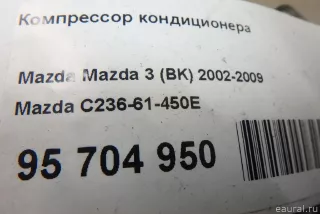 Компрессор кондиционера
Mazda Mazda 3 (BK) 2002-2009
Mazda C236-61-450E
95 704 950
eaural.ru